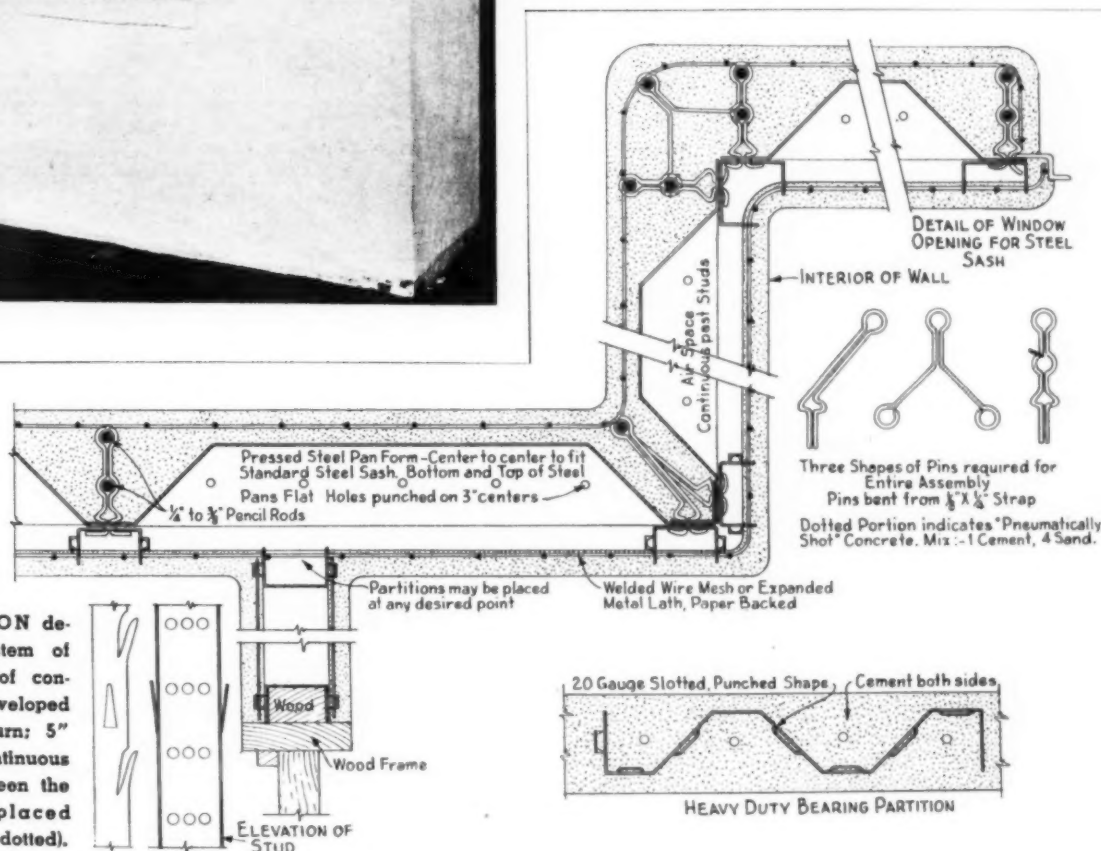 DETAIL OF WINDOW
OPENING FOR STEEL
SASH
INTERIOR OF WALL
Air Space
Continuous past Studs
Pressed Steel Pan Form-Center to center to fit
Standard Steel Sash. Bottom and Top of Steel
Pans Flat Holes punched on 3" centers
1/4" to 3/8" Pencil Rods
Three Shapes of Pins required for
Entire Assembly
Pins bent from 1/8" X 1/4" Strap
Dotted Portion indicates "Pneumatically
Shot" Concrete. Mix:-1 Cement, 4 Sand.
Partitions may be placed
at any desired point
Welded Wire Mesh or Expanded
Metal Lath, Paper Backed
ON de-
tem of
of con-
veloped
urn; 5"
tinuous
een the
placed
dotted).
Wood
Wood Frame
ELEVATION OF
STUD
20 Gauge Slotted, Punched Shape
Cement both sides
HEAVY DUTY BEARING PARTITION